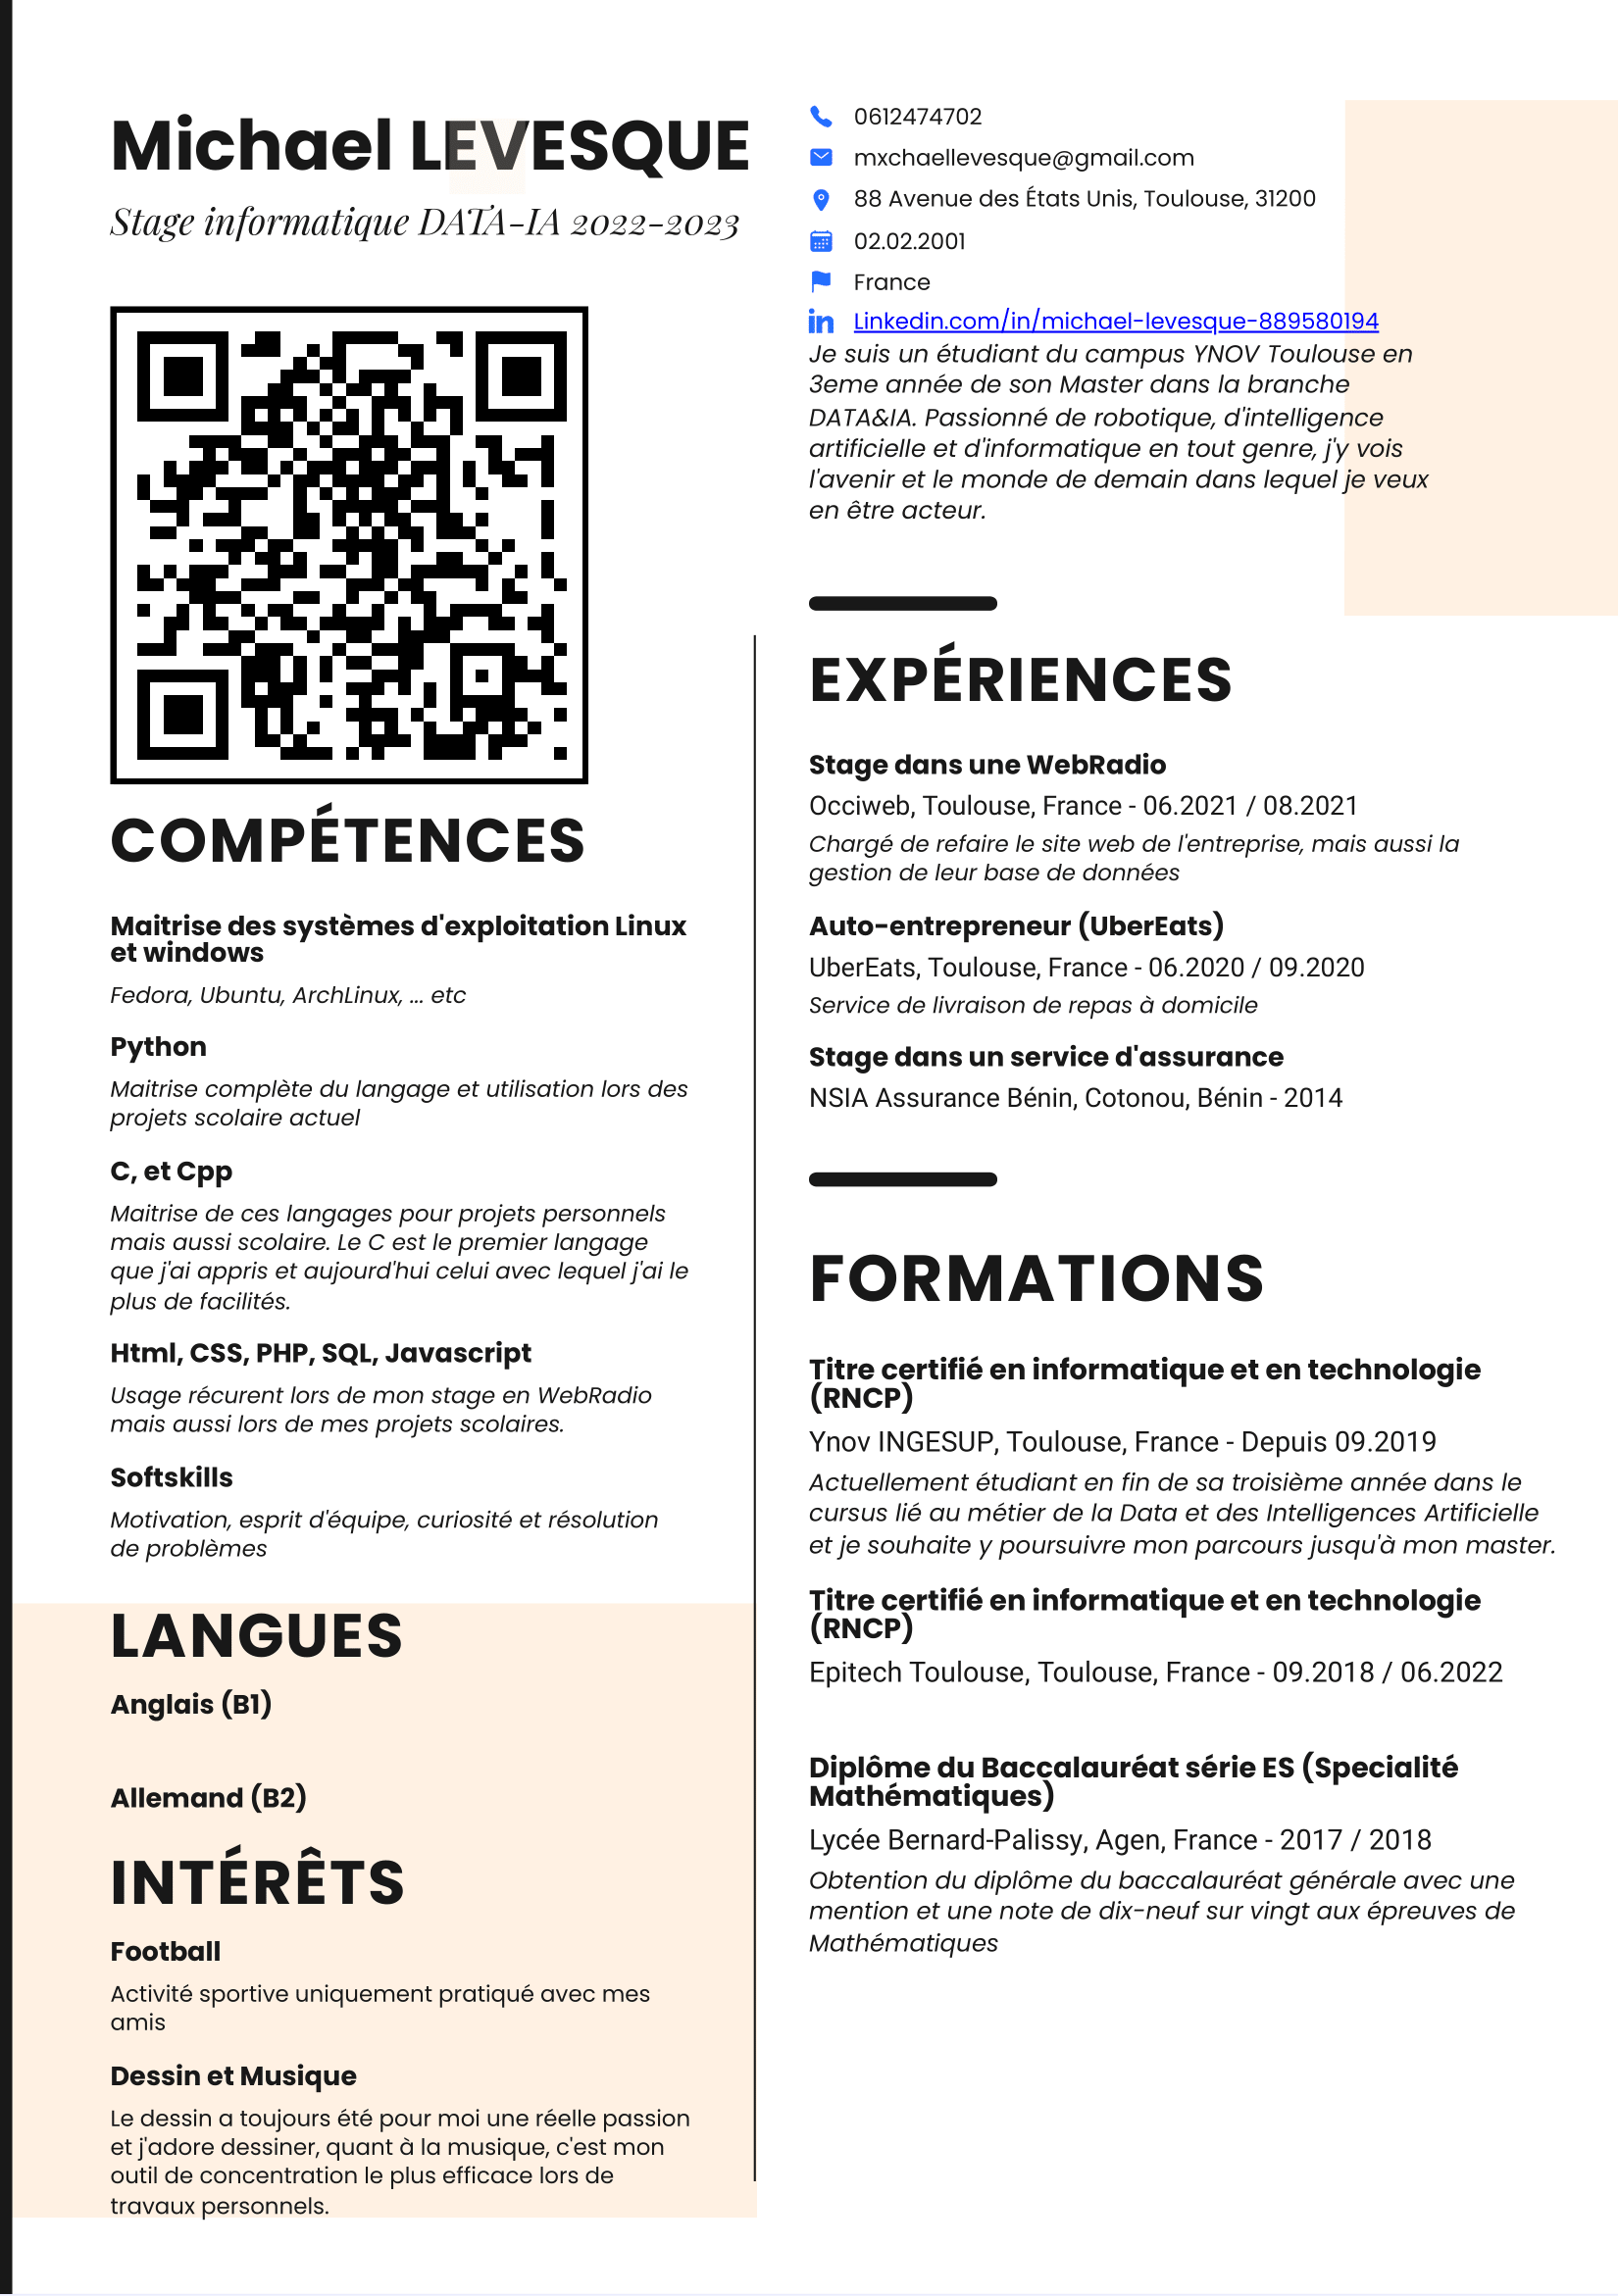 Michael LEVESQUE
Stage informatique DATA-IA 2022-2023
0612474702
mxchaellevesque@gmail.com
88 Avenue des États Unis, Toulouse, 31200
02.02.2001
France
Linkedin.com/in/michael-levesque-889580194
Je suis un étudiant du campus YNOV Toulouse en
3eme année de son Master dans la branche
DATA&IA. Passionné de robotique, d'intelligence
artificielle et d'informatique en tout genre, j'y vois
l'avenir et le monde de demain dans lequel je veux
en être acteur.
COMPÉTENCES
Maitrise des systèmes d'exploitation Linux
et windows
Fedora, Ubuntu, ArchLinux, ... etc
Python
Maitrise complète du langage et utilisation lors des
projets scolaire actuel
C, et Cpp
Maitrise de ces langages pour projets personnels
mais aussi scolaire. Le C est le premier langage
que j'ai appris et aujourd'hui celui avec lequel j'ai le
plus de facilités.
Html, CSS, PHP, SQL, Javascript
Usage récurent lors de mon stage en WebRadio
mais aussi lors de mes projets scolaires.
Softskills
Motivation, esprit d'équipe, curiosité et résolution
de problèmes
LANGUES
Anglais (B1)
Allemand (B2)
INTÉRÊTS
Football
Activité sportive uniquement pratiqué avec mes
amis
Dessin et Musique
Le dessin a toujours été pour moi une réelle passion
et j'adore dessiner, quant à la musique, c'est mon
outil de concentration le plus efficace lors de
travaux personnels.
EXPÉRIENCES
Stage dans une WebRadio
Occiweb, Toulouse, France - 06.2021 / 08.2021
Chargé de refaire le site web de l'entreprise, mais aussi la
gestion de leur base de données
Auto-entrepreneur (UberEats)
UberEats, Toulouse, France - 06.2020 / 09.2020
Service de livraison de repas à domicile
Stage dans un service d'assurance
NSIA Assurance Bénin, Cotonou, Bénin - 2014
FORMATIONS
Titre certifié en informatique et en technologie
(RNCP)
Ynov INGESUP, Toulouse, France - Depuis 09.2019
Actuellement étudiant en fin de sa troisième année dans le
cursus lié au métier de la Data et des Intelligences Artificielle
et je souhaite y poursuivre mon parcours jusqu'à mon master.
Titre certifié en informatique et en technologie
(RNCP)
Epitech Toulouse, Toulouse, France - 09.2018 / 06.2022
Diplôme du Baccalauréat série ES (Specialité
Mathématiques)
Lycée Bernard-Palissy, Agen, France - 2017 / 2018
Obtention du diplôme du baccalauréat générale avec une
mention et une note de dix-neuf sur vingt aux épreuves de
Mathématiques